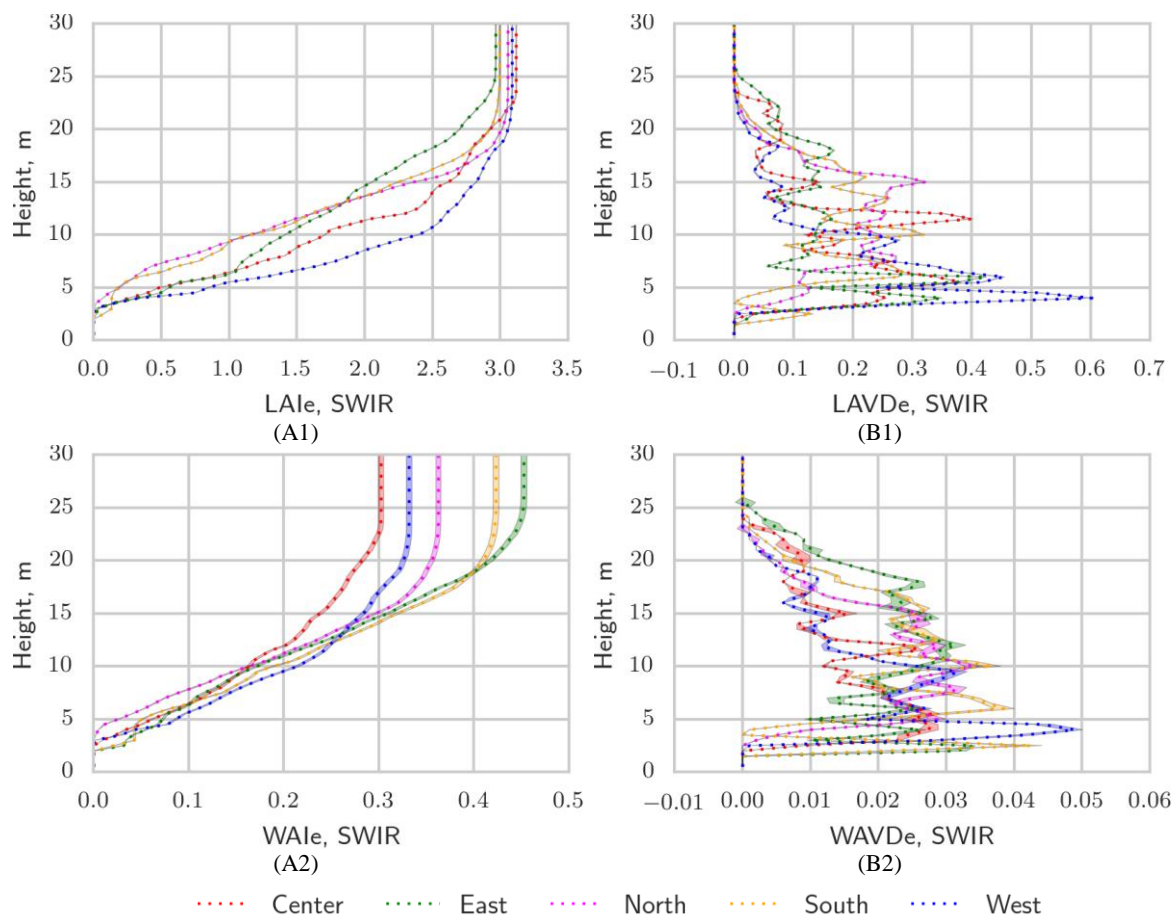 30
25
20
15
10
5
0
Height, m
0.0 0.5 1.0 1.5 2.0 2.5 3.0 3.5
LAIe, SWIR
(A1)
30
25
20
15
10
5
0
Height, m
−0.1 0.0 0.1 0.2 0.3 0.4 0.5 0.6 0.7
LAVDe, SWIR
(B1)
30
25
20
15
10
5
0
Height, m
0.0 0.1 0.2 0.3 0.4 0.5
WAIe, SWIR
(A2)
30
25
20
15
10
5
0
Height, m
−0.01 0.00 0.01 0.02 0.03 0.04 0.05 0.06
WAVDe, SWIR
(B2)
Center East North South West